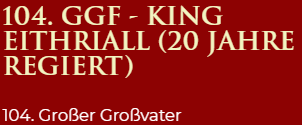 104. GGF - KING
EITHRIALL (20 JAHRE
REGIERT)
104. Großer Großvater